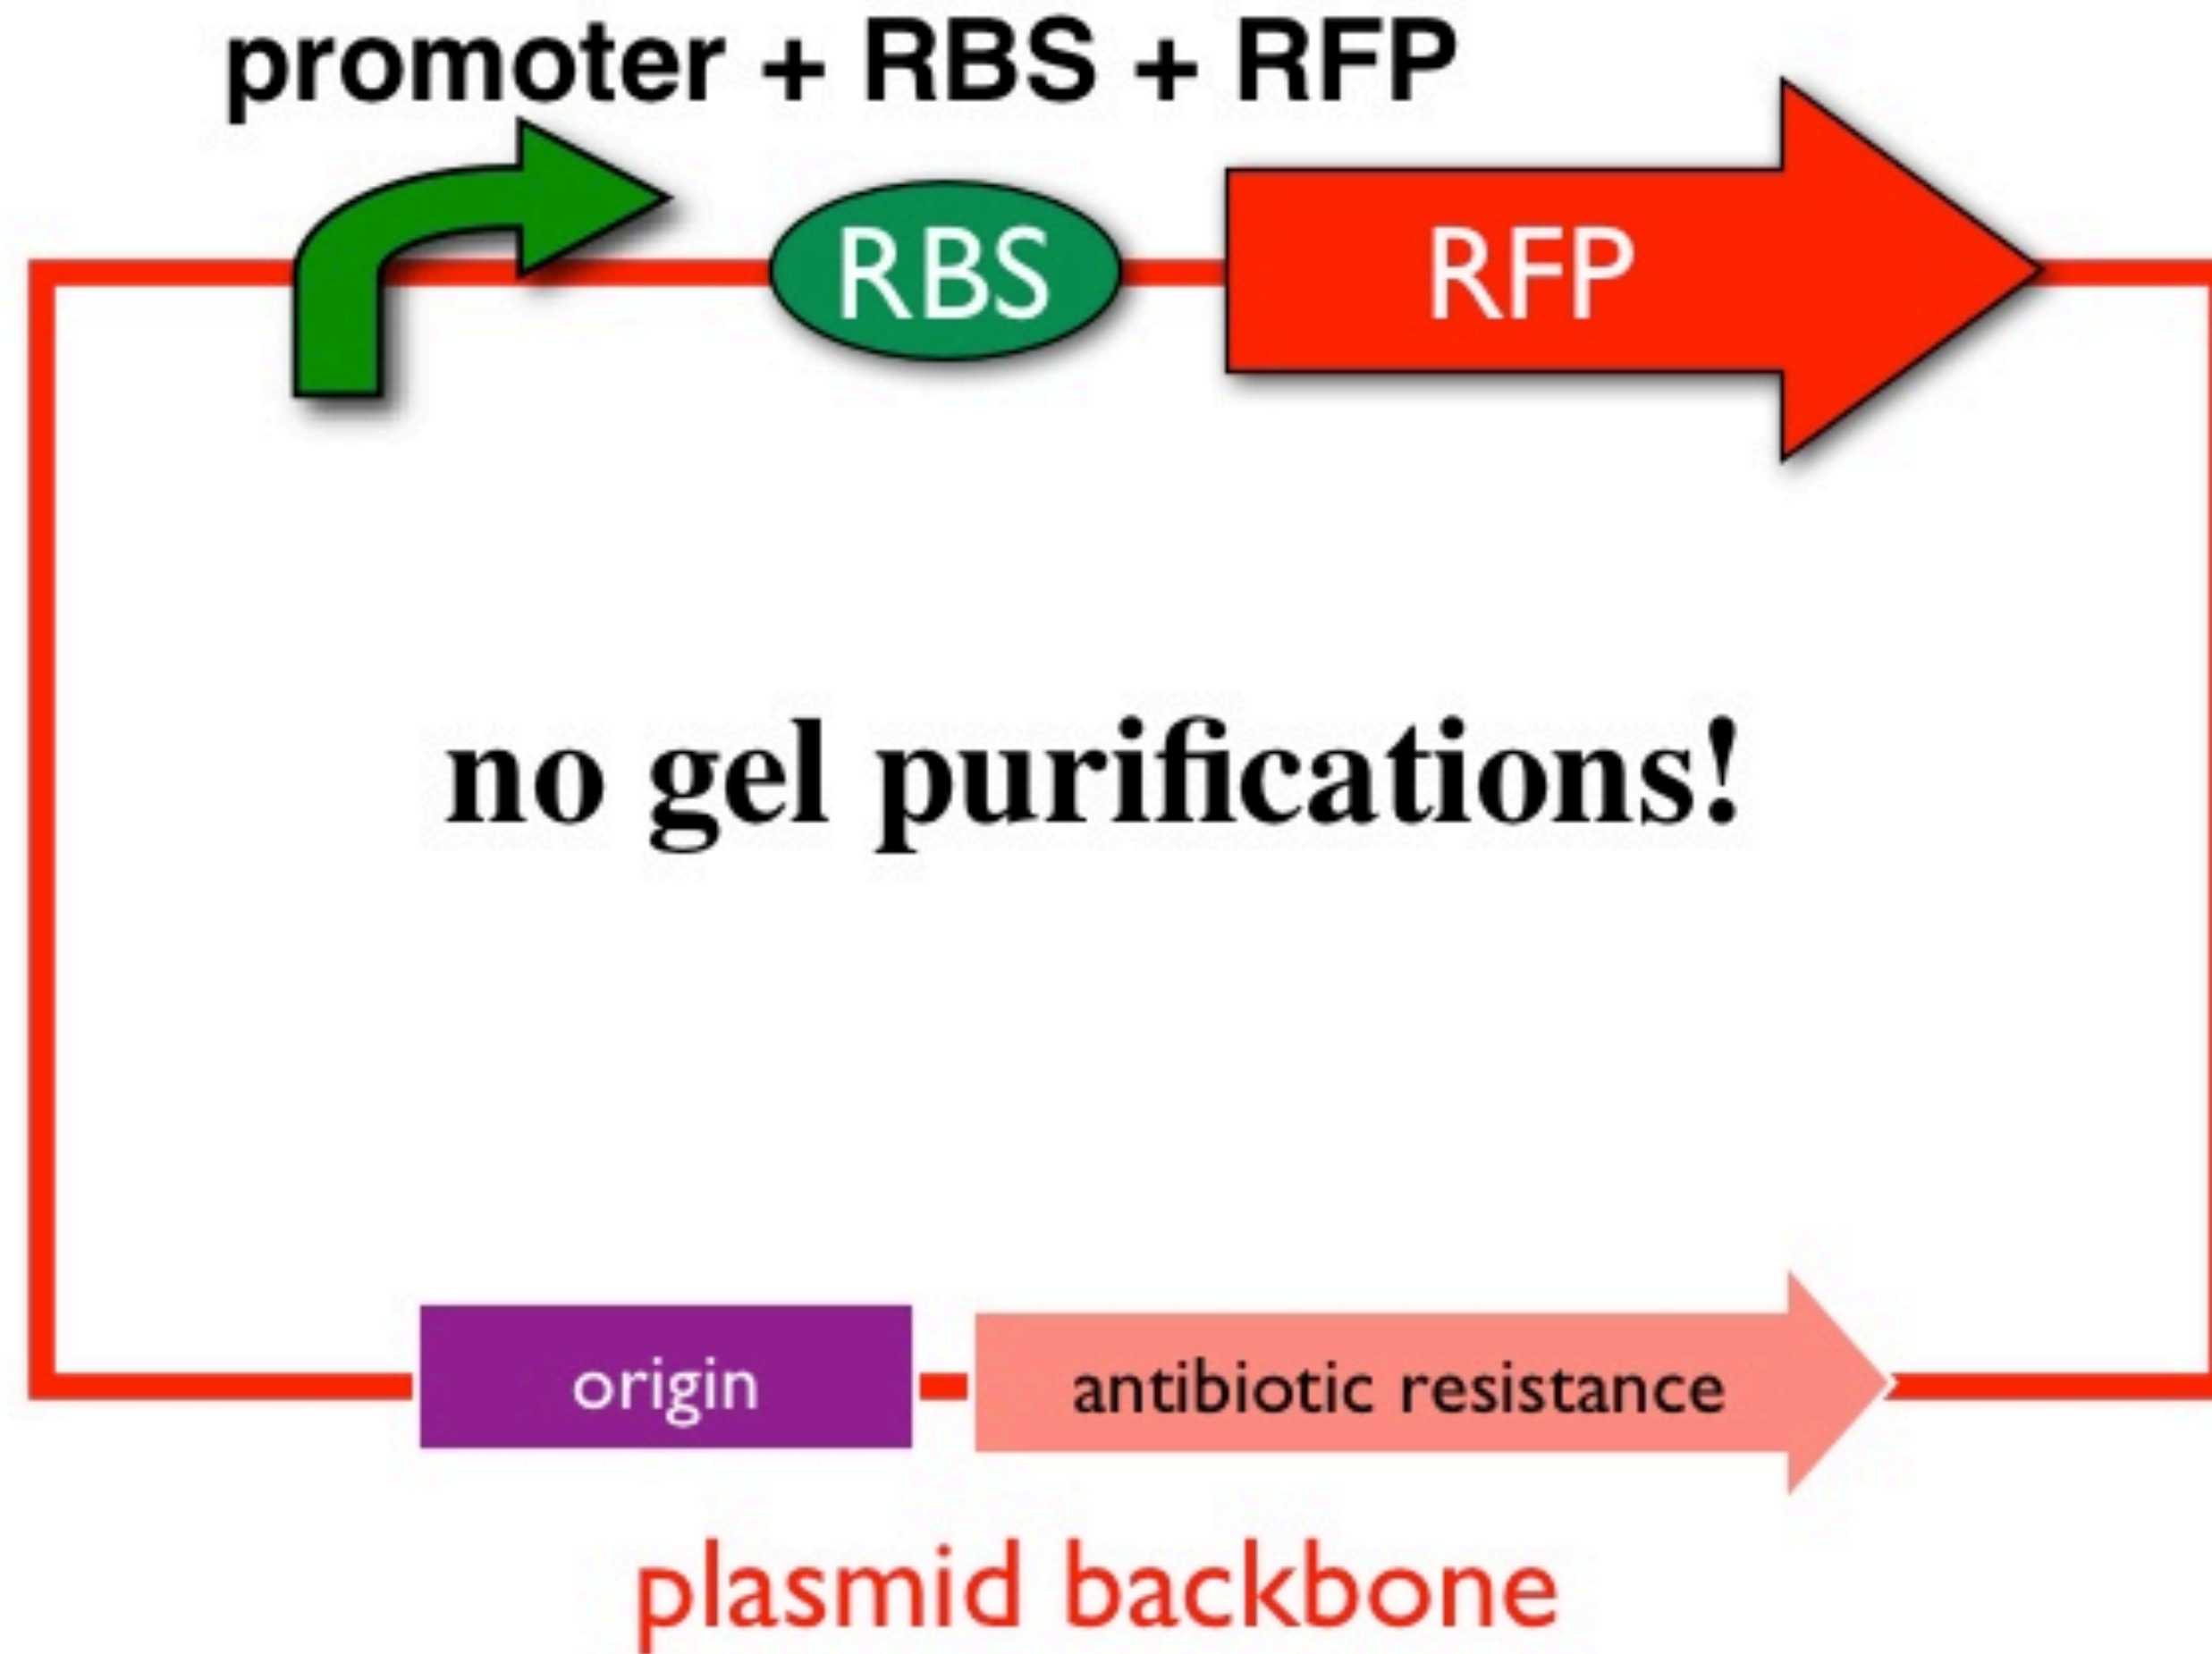 promoter + RBS + RFP
RBS
RFP
no gel purifications!
origin
antibiotic resistance
plasmid backbone